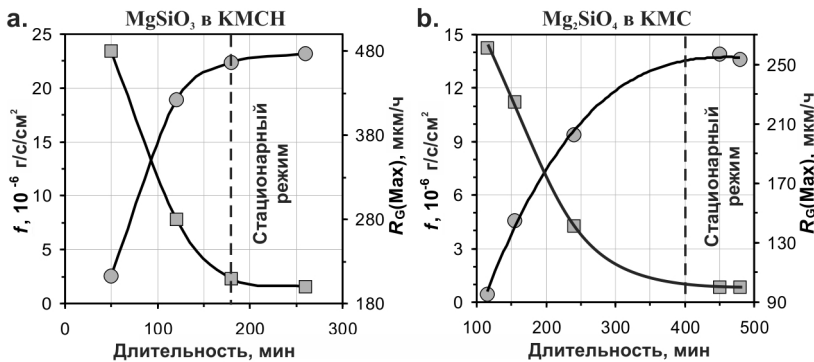 a. MgSiO₃ в KMCH
25
20
15
10
5
0
f, 10⁻⁶ г/с/см²
480
380
280
180
R_G(Max), мкм/ч
Стационарный
режим
0 100 200 300
Длительность, мин
b. Mg₂SiO₄ в KMC
15
12
9
6
3
0
f, 10⁻⁶ г/с/см²
250
210
170
130
90
R_G(Max), мкм/ч
Стационарный
режим
100 200 300 400 500
Длительность, мин